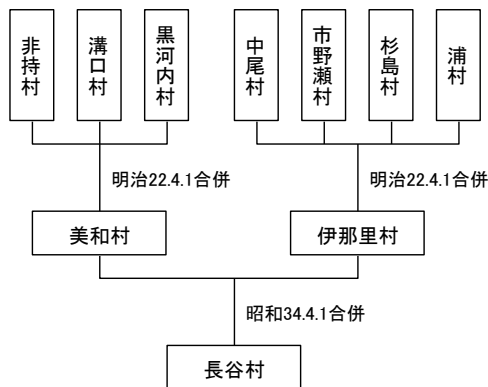 非持村
溝口村
黒河内村
中尾村
市野瀬村
杉島村
浦村
明治22.4.1合併
明治22.4.1合併
美和村
伊那里村
昭和34.4.1合併
長谷村